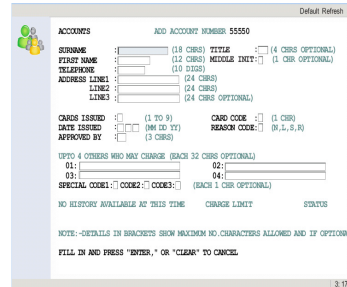 Default Refresh
ACCOUNTS ADD ACCOUNT NUMBER 55550
SURNAME : (18 CHRS) TITLE : (4 CHRS OPTIONAL)
FIRST NAME : (12 CHRS) MIDDLE INIT: (1 CHR OPTIONAL)
TELEPHONE : (10 DIGS)
ADDRESS LINE1 : (24 CHRS)
LINE2 : (24 CHRS)
LINE3 : (24 CHRS OPTIONAL)
CARDS ISSUED : (1 TO 9) CARD CODE : (1 CHR)
DATE ISSUED : (MM DD YY) REASON CODE: (N,L,S,R)
APPROVED BY : (3 CHRS)
UPTO 4 OTHERS WHO MAY CHARGE (EACH 32 CHRS OPTIONAL)
01: 02:
03: 04:
SPECIAL CODE1: CODE2: CODE3: (EACH 1 CHR OPTIONAL)
NO HISTORY AVAILABLE AT THIS TIME CHARGE LIMIT STATUS
NOTE:-DETAILS IN BRACKETS SHOW MAXIMUM NO.CHARACTERS ALLOWED AND IF OPTIONA
FILL IN AND PRESS "ENTER," OR "CLEAR" TO CANCEL
3:17